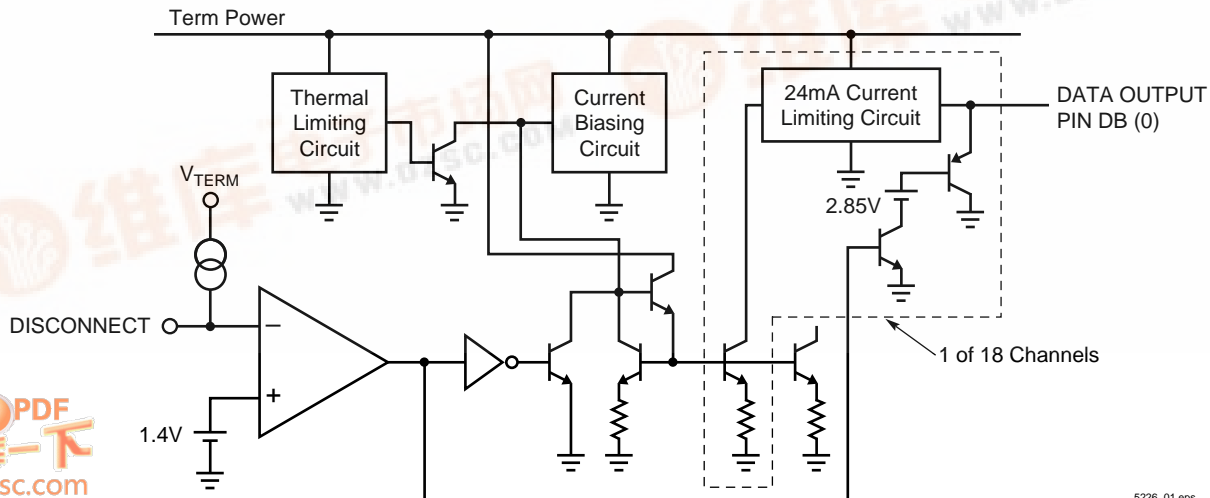 Term Power
Thermal
Limiting
Circuit
Current
Biasing
Circuit
24mA Current
Limiting Circuit
DATA OUTPUT
PIN DB (0)
VTERM
2.85V
DISCONNECT
−
+
1.4V
1 of 18 Channels
PDF
sc.com
5226_01.eps